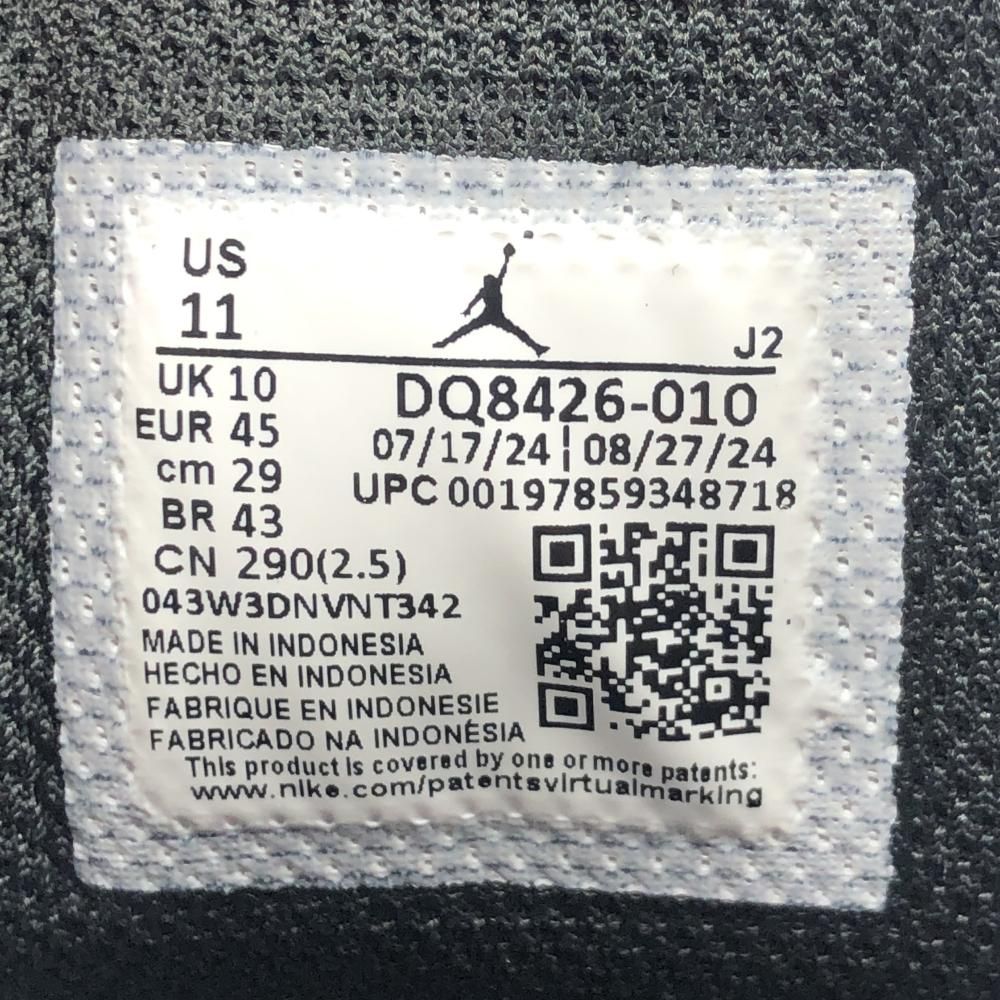 US
11
J2
UK 10
EUR 45
cm 29
BR 43
CN 290(2.5)
DQ8426-010
07/17/24 | 08/27/24
UPC 00197859348718
043W3DNVNT342
MADE IN INDONESIA
HECHO EN INDONESIA
FABRIQUE EN INDONESIE
FABRICADO NA INDONÉSIA
This product is covered by one or more patents:
www.nike.com/patentsvirtualmarking